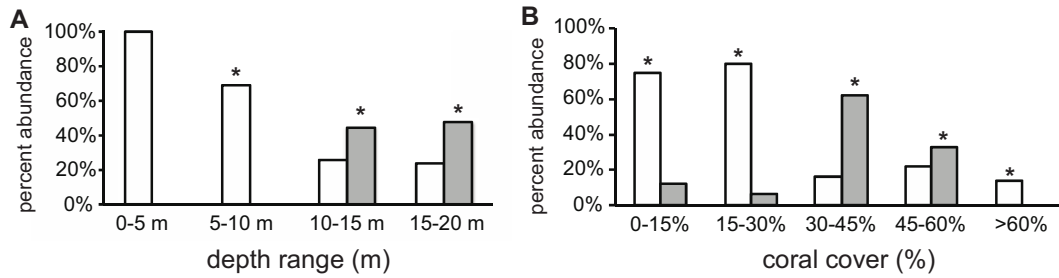 A
percent abundance
100%
80%
60%
40%
20%
0%
*
*
*
0-5 m
5-10 m
10-15 m
15-20 m
depth range (m)
B
percent abundance
100%
80%
60%
40%
20%
0%
*
*
*
*
*
0-15%
15-30%
30-45%
45-60%
>60%
coral cover (%)